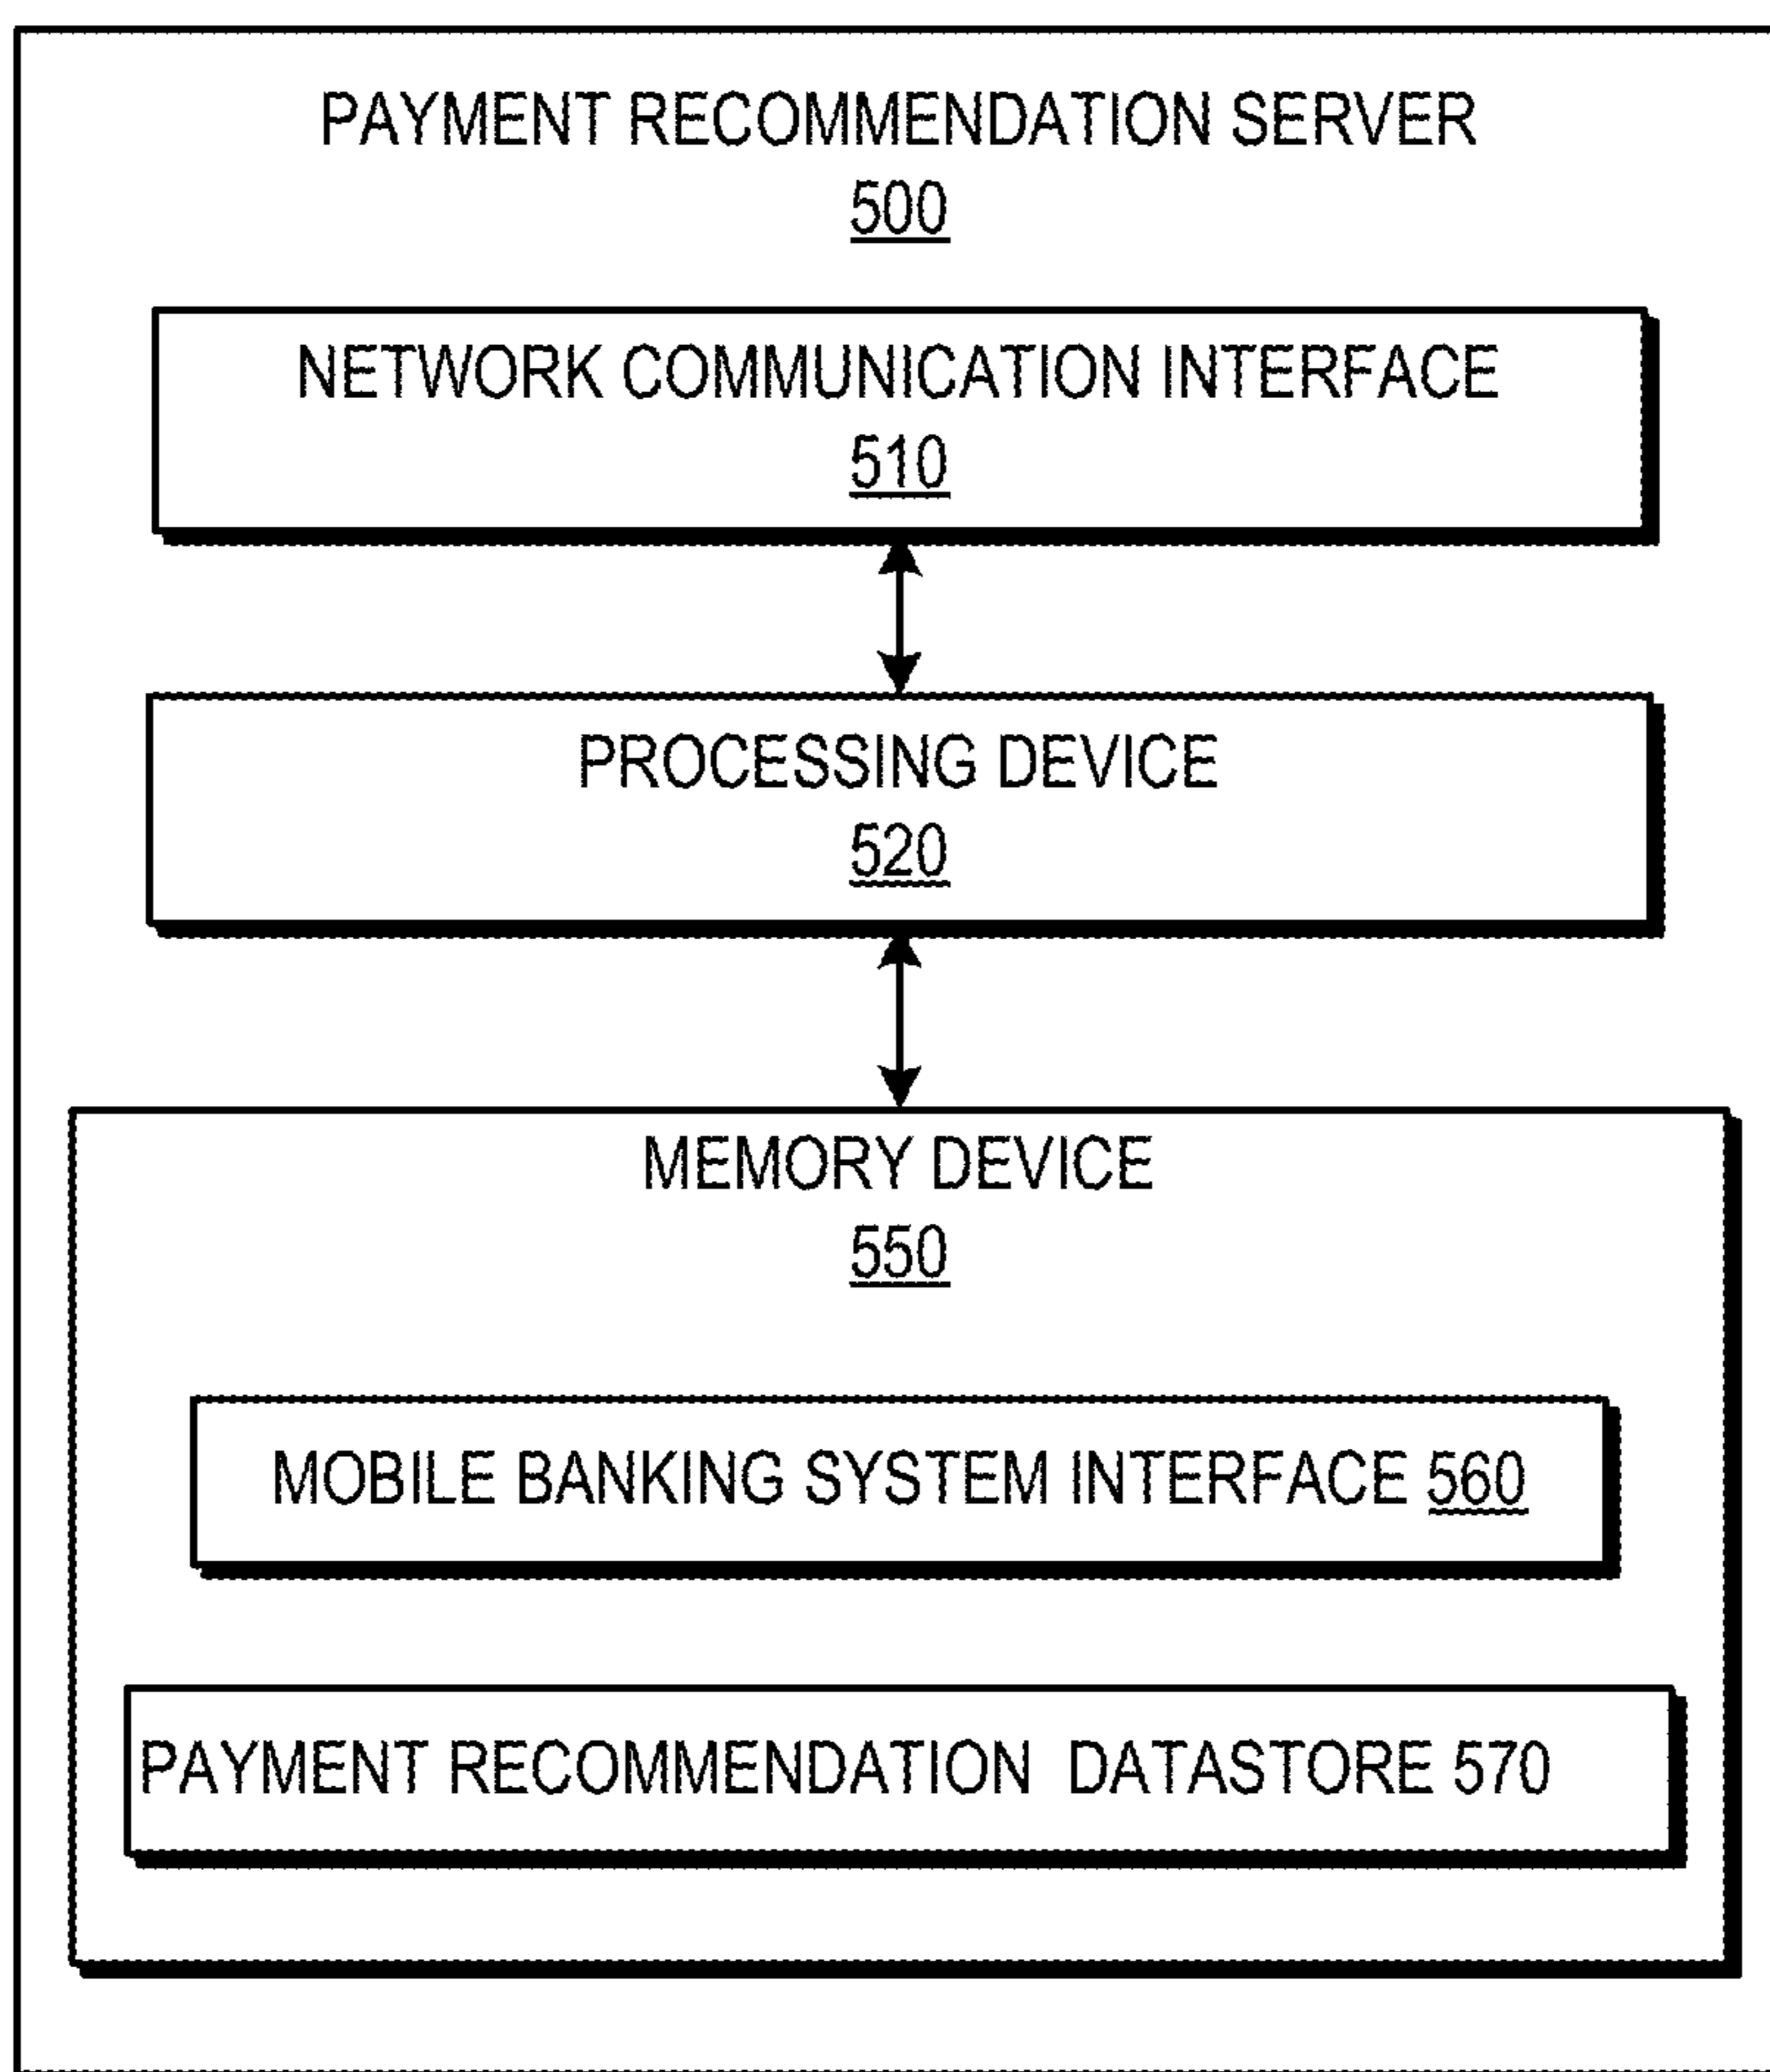 PAYMENT RECOMMENDATION SERVER
500
NETWORK COMMUNICATION INTERFACE
510
PROCESSING DEVICE
520
MEMORY DEVICE
550
MOBILE BANKING SYSTEM INTERFACE 560
PAYMENT RECOMMENDATION DATASTORE 570